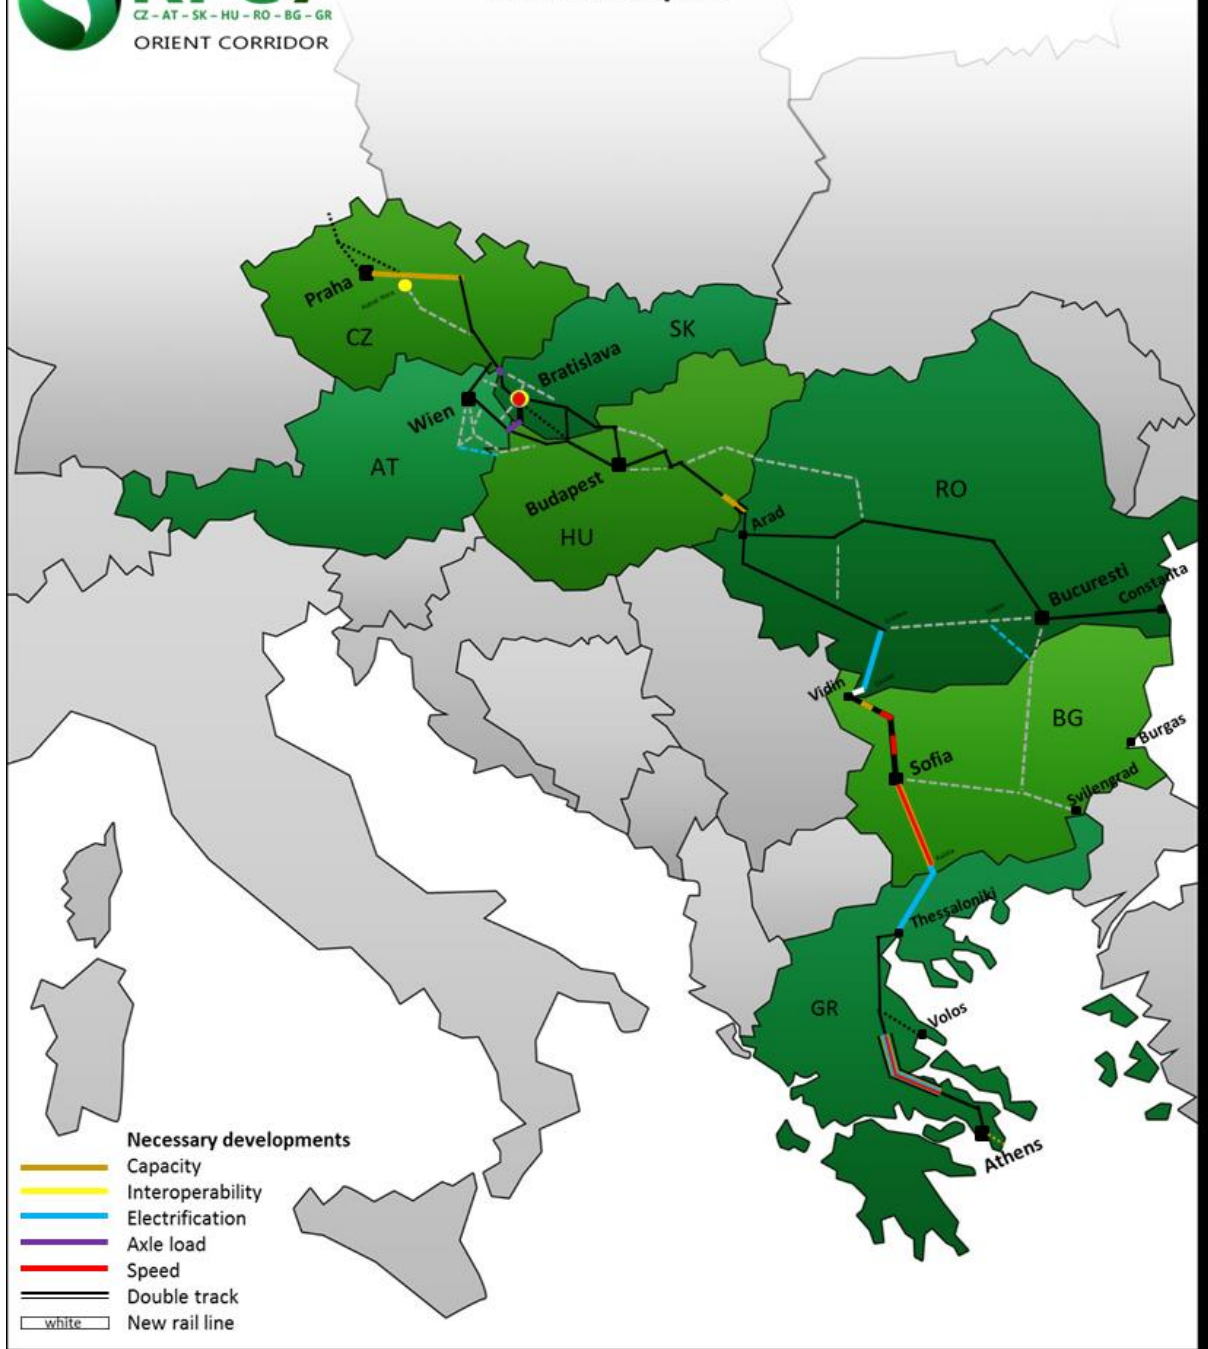 CZ – AT – SK – HU – RO – BG – GR
ORIENT CORRIDOR
Praha
CZ
SK
Bratislava
Wien
AT
Budapest
HU
RO
Arad
Bucuresti
Constanta
Vidin
BG
Burgas
Sofia
Svilengrad
Thessaloniki
GR
Volos
Athens
Necessary developments
Capacity
Interoperability
Electrification
Axle load
Speed
Double track
white New rail line